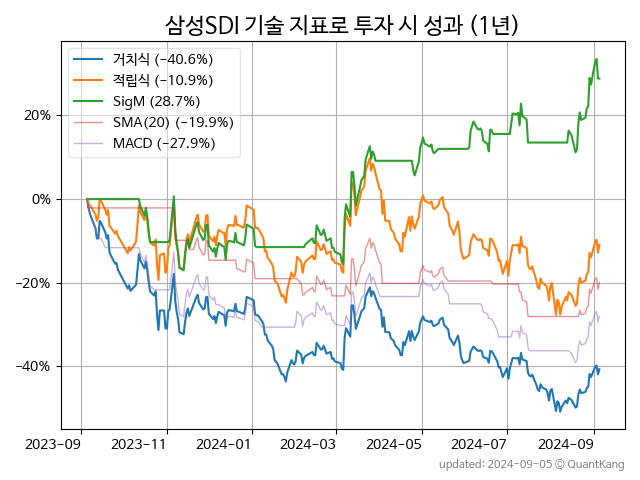 삼성SDI 기술 지표로 투자 시 성과 (1년)
거치식 (−40.6%)
적립식 (−10.9%)
SigM (28.7%)
SMA(20) (−19.9%)
MACD (−27.9%)
20%
0%
−20%
−40%
2023-09 2023-11 2024-01 2024-03 2024-05 2024-07 2024-09
updated: 2024-09-05 © QuantKang